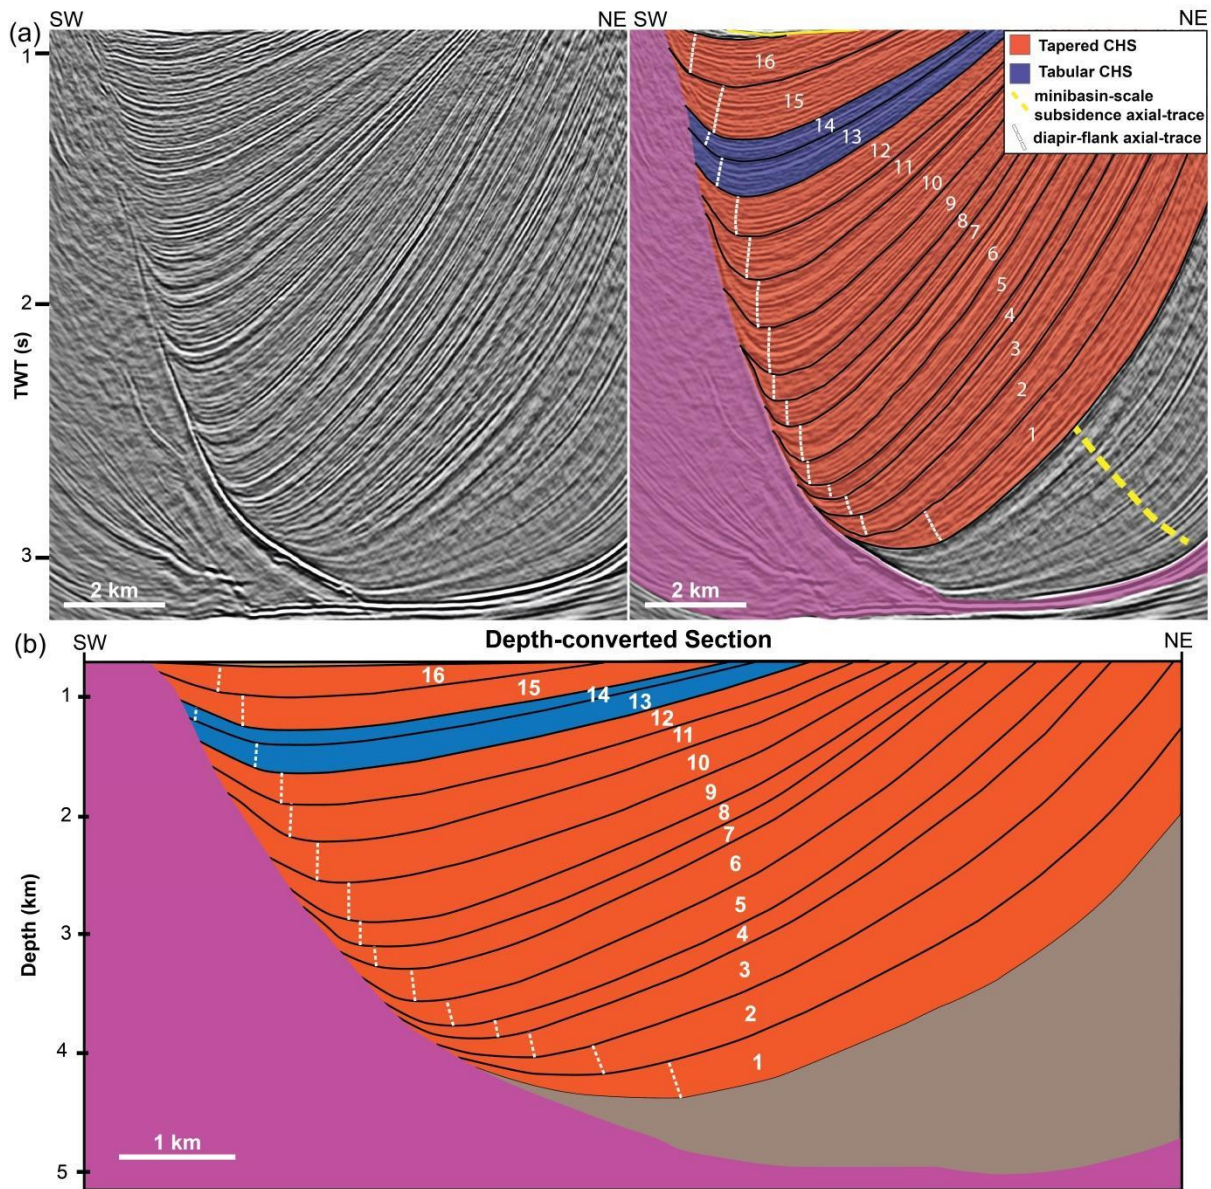 (a)
SW
NE
SW
NE
1
2
3
TWT (s)
2 km
16
15
14
13
12
11
10
9
8
7
6
5
4
3
2
1
2 km
Tapered CHS
Tabular CHS
minibasin-scale
subsidence axial-trace
diapir-flank axial-trace
(b)
SW
Depth-converted Section
NE
1
2
3
4
5
Depth (km)
16
15
14
13
12
11
10
9
8
7
6
5
4
3
2
1
1 km